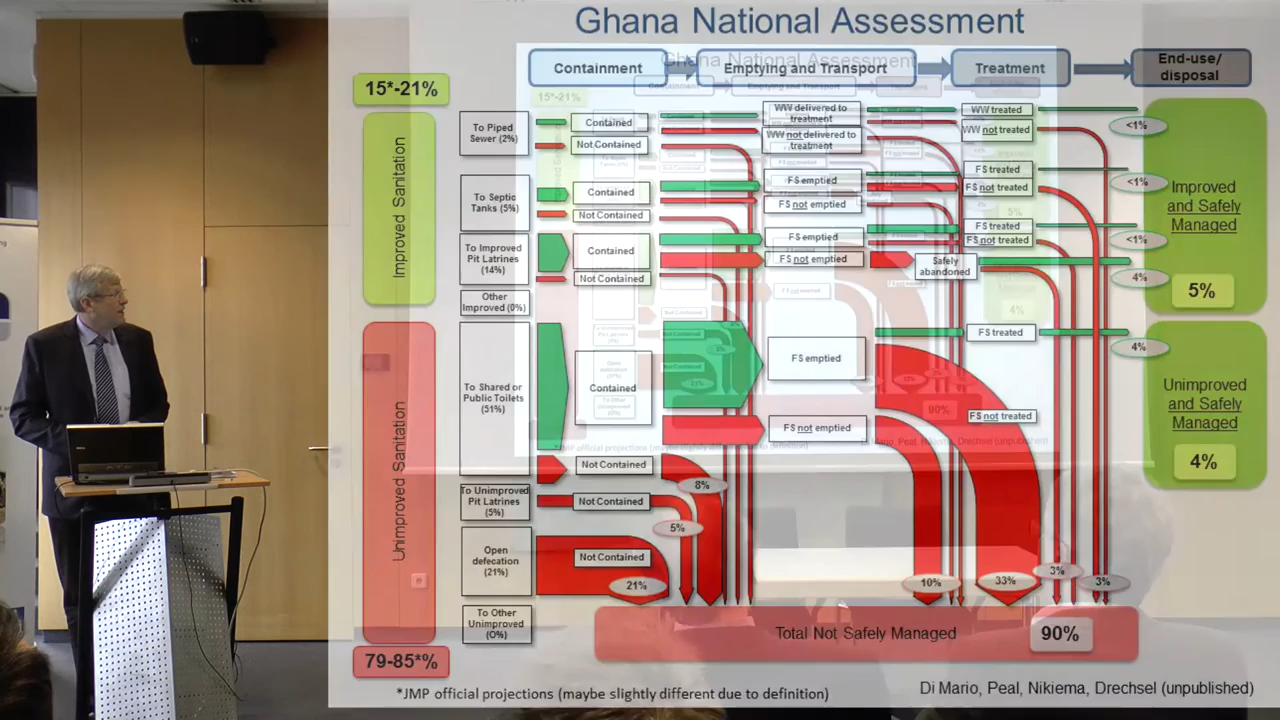 Ghana National Assessment
Containment
Emptying and Transport
Treatment
End-use/
disposal
15*-21%
Improved Sanitation
Unimproved Sanitation
79-85*%
To Piped
Sewer (2%)
Contained
Not Contained
WW delivered to
treatment
WW not delivered to
treatment
WW treated
WW not treated
<1%
To Septic
Tanks (5%)
Contained
Not Contained
FS emptied
FS not emptied
FS treated
FS not treated
<1%
To Improved
Pit Latrines
(14%)
Contained
Not Contained
FS emptied
FS not emptied
FS treated
FS not treated
<1%
Safely
abandoned
4%
Other
Improved (0%)
To Shared or
Public Toilets
(51%)
Contained
Not Contained
FS emptied
FS not emptied
FS treated
FS not treated
4%
8%
To Unimproved
Pit Latrines
(5%)
Not Contained
5%
Open
defecation
(21%)
Not Contained
21%
10%
33%
3%
3%
To Other
Unimproved
(O%)
Total Not Safely Managed
90%
Improved
and Safely
Managed
5%
Unimproved
and Safely
Managed
4%
*JMP official projections (maybe slightly different due to definition)
Di Mario, Peal, Nikiema, Drechsel (unpublished)